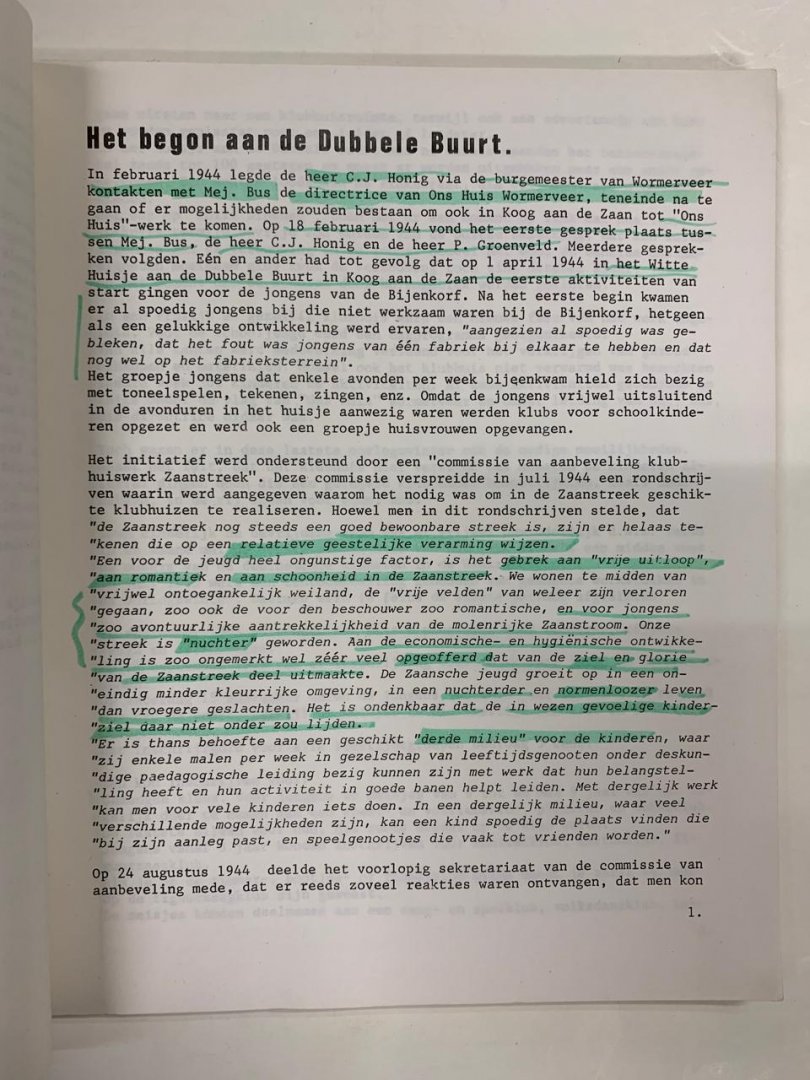 Het begon aan de Dubbele Buurt.
In februari 1944 legde de heer C.J. Honig via de burgemeester van Wormerveer
kontakten met Mej. Bus de directrice van Ons Huis Wormerveer, teneinde na te
gaan of er mogelijkheden zouden bestaan om ook in Koog aan de Zaan tot "Ons
Huis"-werk te komen. Op 18 februari 1944 vond het eerste gesprek plaats tus-
sen Mej. Bus, de heer C.J. Honig en de heer P. Groenveld. Meerdere gesprek-
ken volgden. Eén en ander had tot gevolg dat op 1 april 1944 in het Witte
Huisje aan de Dubbele Buurt in Koog aan de Zaan de eerste aktiviteiten van
start gingen voor de jongens van de Bijenkorf. Na het eerste begin kwamen
er al spoedig jongens bij die niet werkzaam waren bij de Bijenkorf, hetgeen
als een gelukkige ontwikkeling werd ervaren, "aangezien al spoedig was ge-
bleken, dat het fout was jongens van één fabriek bij elkaar te hebben en dat
nog wel op het fabrieksterrein".
Het groepje jongens dat enkele avonden per week bijeenkwam hield zich bezig
met toneelspelen, tekenen, zingen, enz. Omdat de jongens vrijwel uitsluitend
in de avonduren in het huisje aanwezig waren werden klubs voor schoolkinde-
ren opgezet en werd ook een groepje huisvrouwen opgevangen.
Het initiatief werd ondersteund door een "commissie van aanbeveling klub-
huiswerk Zaanstreek". Deze commissie verspreidde in juli 1944 een rondschrij-
ven waarin werd aangegeven waarom het nodig was om in de Zaanstreek geschik-
te klubhuizen te realiseren. Hoewel men in dit rondschrijven stelde, dat
"de Zaanstreek nog steeds een goed bewoonbare streek is, zijn er helaas te-
"kenen die op een relatieve geestelijke verarming wijzen.
"Een voor de jeugd heel ongunstige factor, is het gebrek aan "vrije uitloop",
"aan romantiek en aan schoonheid in de Zaanstreek. We wonen te midden van
"vrijwel ontoegankelijk weiland, de "vrije velden" van weleer zijn verloren
"gegaan, zoo ook de voor den beschouwer zoo romantische, en voor jongens
"zoo avontuurlijke aantrekkelijkheid van de molenrijke Zaanstroom. Onze
"streek is "nuchter" geworden. Aan de economische- en hygiënische ontwikke-
"ling is zoo ongemerkt wel zéér veel opgeofferd dat van de ziel en glorie
"van de Zaanstreek deel uitmaakte. De Zaansche jeugd groeit op in een on-
"eindig minder kleurrijke omgeving, in een nuchterder en normenloozer leven
"dan vroegere geslachten. Het is ondenkbaar dat de in wezen gevoelige kinder-
"ziel daar niet onder zou lijden.
"Er is thans behoefte aan een geschikt "derde milieu" voor de kinderen, waar
"zij enkele malen per week in gezelschap van leeftijdsgenooten onder deskun-
"dige paedagogische leiding bezig kunnen zijn met werk dat hun belangstel-
"ling heeft en hun activiteit in goede banen helpt leiden. Met dergelijk werk
"kan men voor vele kinderen iets doen. In een dergelijk milieu, waar veel
"verschillende mogelijkheden zijn, kan een kind spoedig de plaats vinden die
"bij zijn aanleg past, en speelgenootjes die vaak tot vrienden worden."
Op 24 augustus 1944 deelde het voorlopig sekretariaat van de commissie van
aanbeveling mede, dat er reeds zoveel reakties waren ontvangen, dat men kon
1.